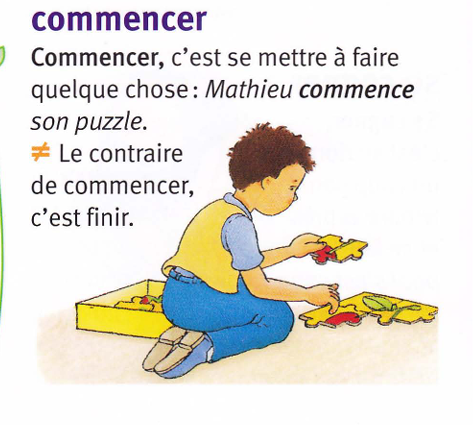 commencer
Commencer, c'est se mettre à faire
quelque chose : Mathieu commence
son puzzle.
≠ Le contraire
de commencer,
c'est finir.